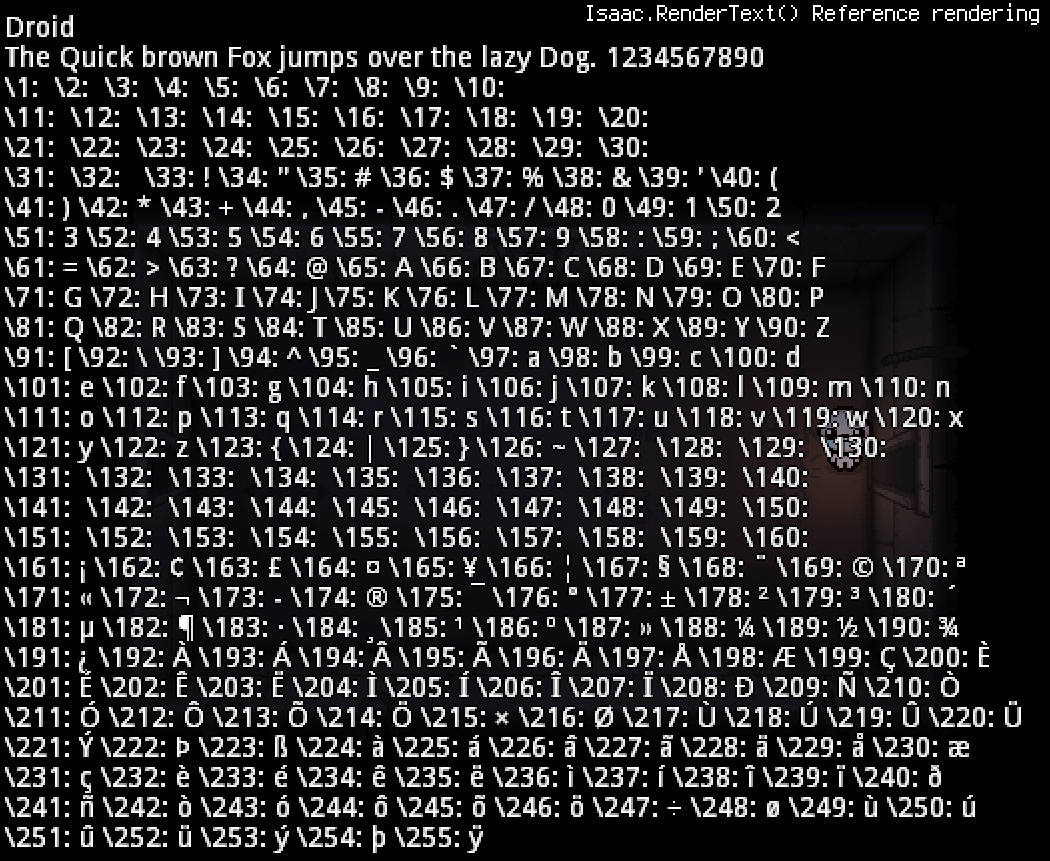 Isaac.RenderText() Reference rendering
Droid
The Quick brown Fox jumps over the lazy Dog. 1234567890
\1: \2: \3: \4: \5: \6: \7: \8: \9: \10:
\11: \12: \13: \14: \15: \16: \17: \18: \19: \20:
\21: \22: \23: \24: \25: \26: \27: \28: \29: \30:
\31: \32: \33: ! \34: " \35: # \36: $ \37: % \38: & \39: ' \40: (
\41: ) \42: * \43: + \44: , \45: - \46: . \47: / \48: 0 \49: 1 \50: 2
\51: 3 \52: 4 \53: 5 \54: 6 \55: 7 \56: 8 \57: 9 \58: : \59: ; \60: <
\61: = \62: > \63: ? \64: @ \65: A \66: B \67: C \68: D \69: E \70: F
\71: G \72: H \73: I \74: J \75: K \76: L \77: M \78: N \79: O \80: P
\81: Q \82: R \83: S \84: T \85: U \86: V \87: W \88: X \89: Y \90: Z
\91: [ \92: \ \93: ] \94: ^ \95: _ \96: ` \97: a \98: b \99: c \100: d
\101: e \102: f \103: g \104: h \105: i \106: j \107: k \108: l \109: m \110: n
\111: o \112: p \113: q \114: r \115: s \116: t \117: u \118: v \119: w \120: x
\121: y \122: z \123: { \124: | \125: } \126: ~ \127: \128: \129: \130:
\131: \132: \133: \134: \135: \136: \137: \138: \139: \140:
\141: \142: \143: \144: \145: \146: \147: \148: \149: \150:
\151: \152: \153: \154: \155: \156: \157: \158: \159: \160:
\161: ¡ \162: ¢ \163: £ \164: ¤ \165: ¥ \166: ¦ \167: § \168: ¨ \169: © \170: ª
\171: « \172: ¬ \173: - \174: ® \175: ¯ \176: ° \177: ± \178: ² \179: ³ \180: ´
\181: µ \182: ¶ \183: · \184: ¸ \185: ¹ \186: º \187: » \188: ¼ \189: ½ \190: ¾
\191: ¿ \192: À \193: Á \194: Â \195: Ã \196: Ä \197: Å \198: Æ \199: Ç \200: È
\201: É \202: Ê \203: Ë \204: Ì \205: Í \206: Î \207: Ï \208: Ð \209: Ñ \210: Ò
\211: Ó \212: Ô \213: Õ \214: Ö \215: × \216: Ø \217: Ù \218: Ú \219: Û \220: Ü
\221: Ý \222: Þ \223: ß \224: à \225: á \226: â \227: ã \228: ä \229: å \230: æ
\231: ç \232: è \233: é \234: ê \235: ë \236: ì \237: í \238: î \239: ï \240: ð
\241: ñ \242: ò \243: ó \244: ô \245: õ \246: ö \247: ÷ \248: ø \249: ù \250: ú
\251: û \252: ü \253: ý \254: þ \255: ÿ